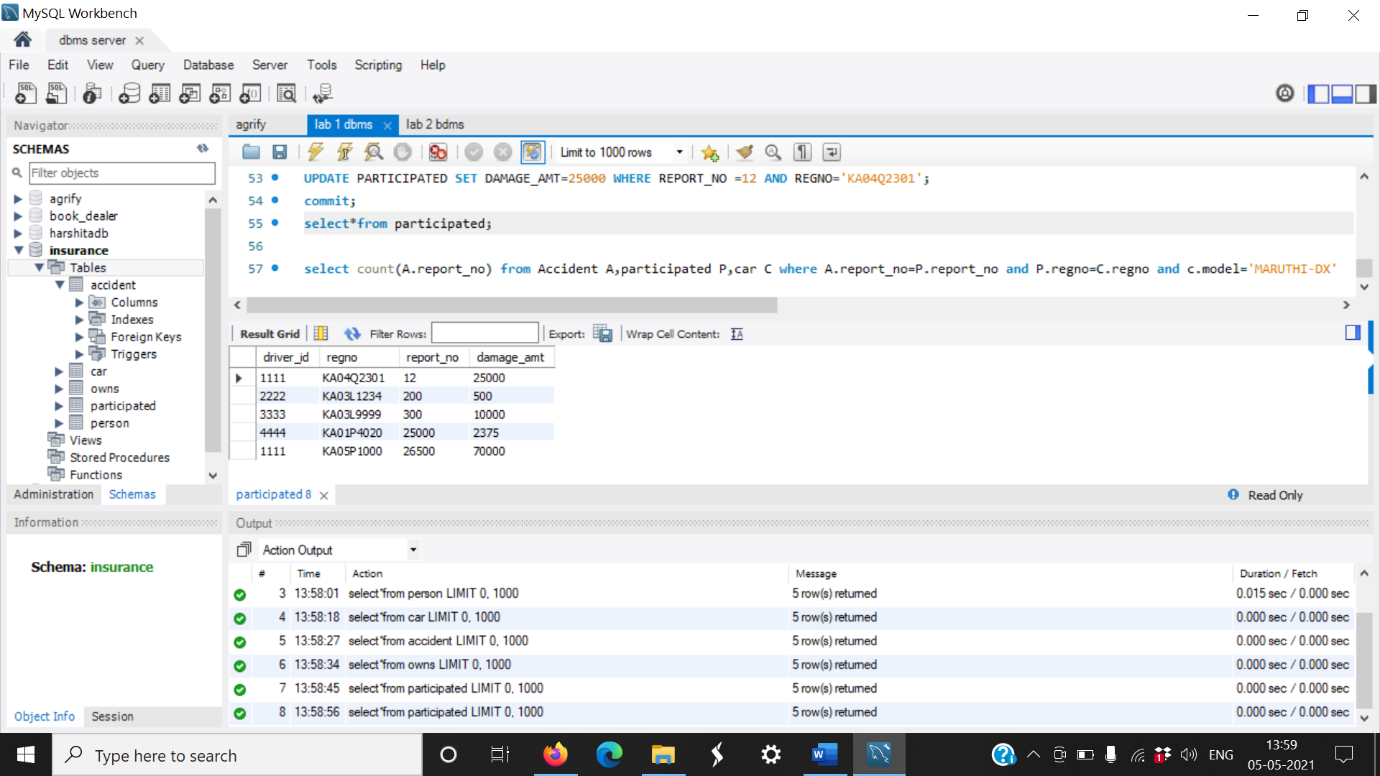 MySQL Workbench
dbms server
File Edit View Query Database Server Tools Scripting Help
Navigator
SCHEMAS
Filter objects
agrify
book_dealer
harshitadb
insurance
Tables
accident
Columns
Indexes
Foreign Keys
Triggers
car
owns
participated
person
Views
Stored Procedures
Functions
Administration Schemas
Information
Schema: insurance
Object Info Session
agrify lab 1 dbms lab 2 bdms
Limit to 1000 rows
53 UPDATE PARTICIPATED SET DAMAGE_AMT=25000 WHERE REPORT_NO =12 AND REGNO='KA04Q2301';
54 commit;
55 select*from participated;
56
57 select count(A.report_no) from Accident A,participated P,car C where A.report_no=P.report_no and P.regno=C.regno and c.model='MARUTHI-DX'
Result Grid Filter Rows: Export: Wrap Cell Content:
driver_id regno report_no damage_amt
1111 KA04Q2301 12 25000
2222 KA03L1234 200 500
3333 KA03L9999 300 10000
4444 KA01P4020 25000 2375
1111 KA05P1000 26500 70000
participated 8 Read Only
Output
Action Output
# Time Action Message Duration / Fetch
3 13:58:01 select*from person LIMIT 0, 1000 5 row(s) returned 0.015 sec / 0.000 sec
4 13:58:18 select*from car LIMIT 0, 1000 5 row(s) returned 0.000 sec / 0.000 sec
5 13:58:27 select*from accident LIMIT 0, 1000 5 row(s) returned 0.000 sec / 0.000 sec
6 13:58:34 select*from owns LIMIT 0, 1000 5 row(s) returned 0.000 sec / 0.000 sec
7 13:58:45 select*from participated LIMIT 0, 1000 5 row(s) returned 0.000 sec / 0.000 sec
8 13:58:56 select*from participated LIMIT 0, 1000 5 row(s) returned 0.000 sec / 0.000 sec
Type here to search
ENG
13:59
05-05-2021